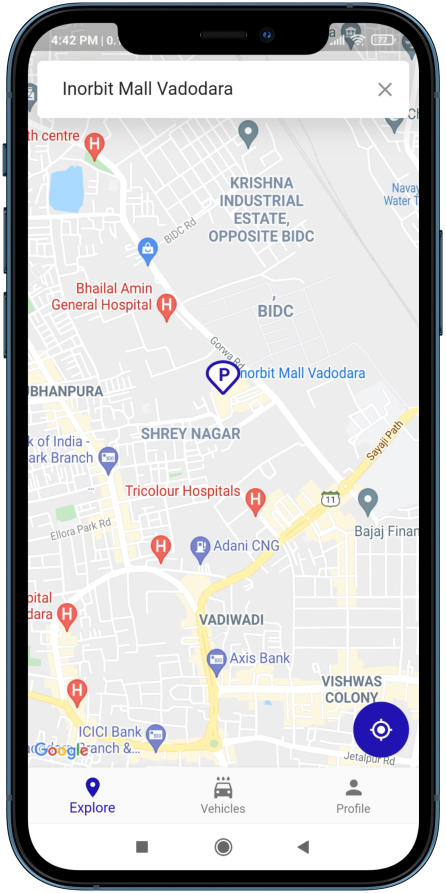 4:42 PM | 0.
77
Inorbit Mall Vadodara
th centre
KRISHNA
INDUSTRIAL
ESTATE,
OPPOSITE BIDC
Navay
Water T
BIDC Rd
Bhailal Amin
General Hospital
,
BIDC
Gorwa Rd
P
norbit Mall Vadodara
UBHANPURA
SHREY NAGAR
Sayaji Path
k of India -
ark Branch
Tricolour Hospitals
11
Bajaj Finan
Ellora Park Rd
Adani CNG
pital
dara
VADIWADI
Axis Bank
VISHWAS
COLONY
ICICI Bank
Branch &...
Google
Jetalpur Rd
Explore
Vehicles
Profile